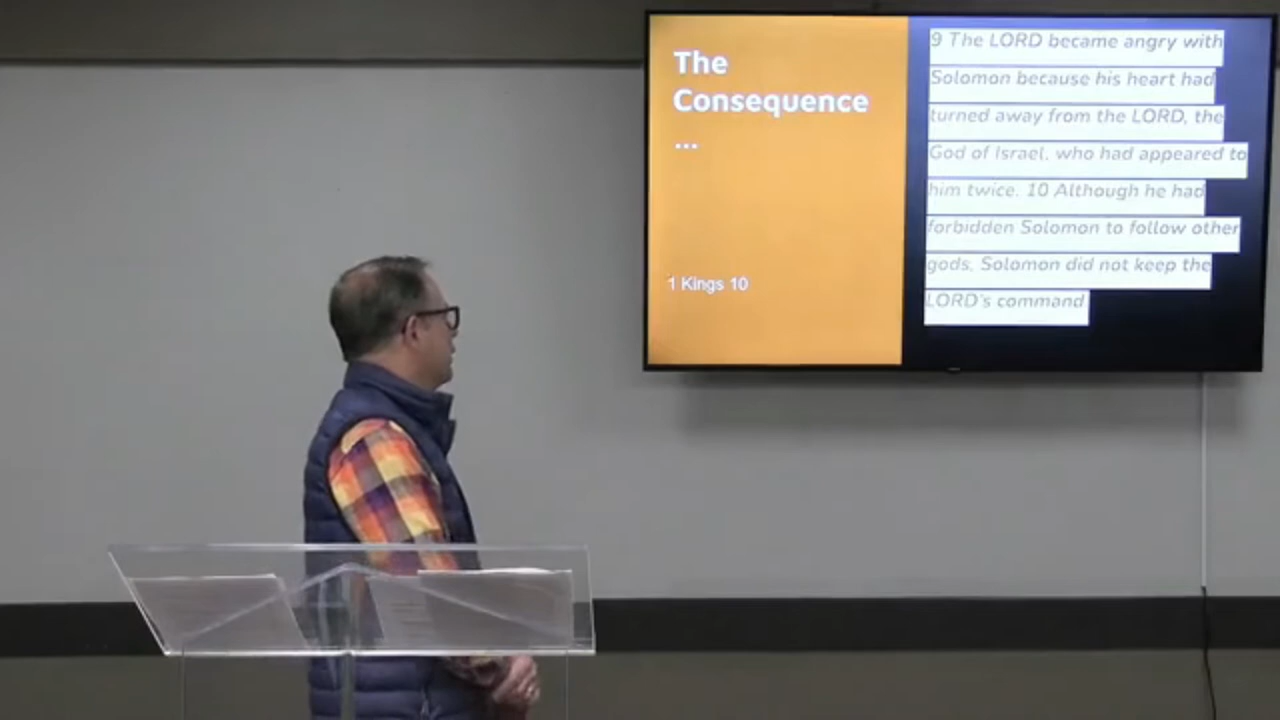 The
Consequence
...
1 Kings 10
9 The LORD became angry with
Solomon because his heart had
turned away from the LORD, the
God of Israel, who had appeared to
him twice. 10 Although he had
forbidden Solomon to follow other
gods, Solomon did not keep the
LORD's command